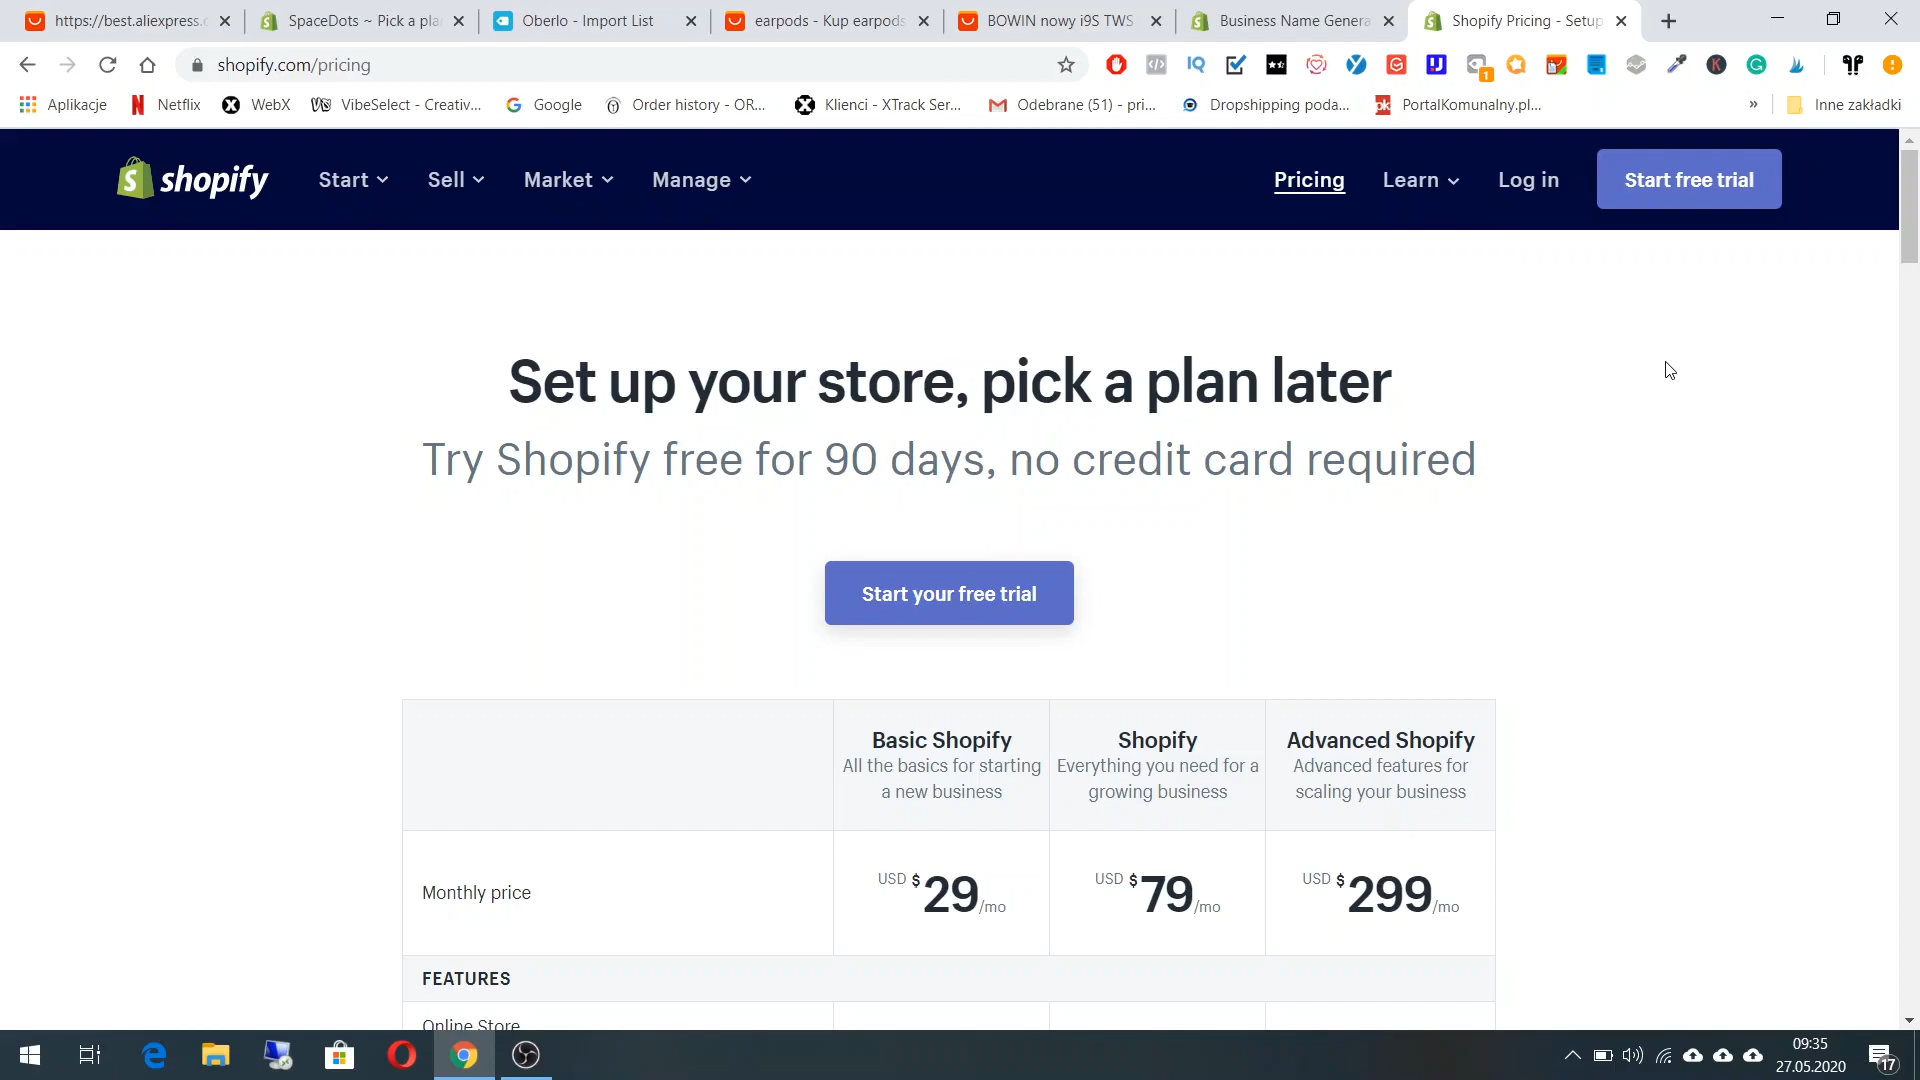 https://best.aliexpress.c
SpaceDots ~ Pick a pla
Oberlo - Import List
earpods - Kup earpods
BOWIN nowy i9S TWS
Business Name Genera
Shopify Pricing - Setup
shopify.com/pricing
Aplikacje
Netflix
WebX
VibeSelect - Creativ...
Google
Order history - OR...
Klienci - XTrack Ser...
Odebrane (51) - pri...
Dropshipping poda...
PortalKomunalny.pl...
»
Inne zakładki
shopify
Start
Sell
Market
Manage
Pricing
Learn
Log in
Start free trial
Set up your store, pick a plan later
Try Shopify free for 90 days, no credit card required
Start your free trial
Basic Shopify
All the basics for starting
a new business
Shopify
Everything you need for a
growing business
Advanced Shopify
Advanced features for
scaling your business
Monthly price
USD $29/mo
USD $79/mo
USD $299/mo
FEATURES
Online Store
09:35
27.05.2020
17